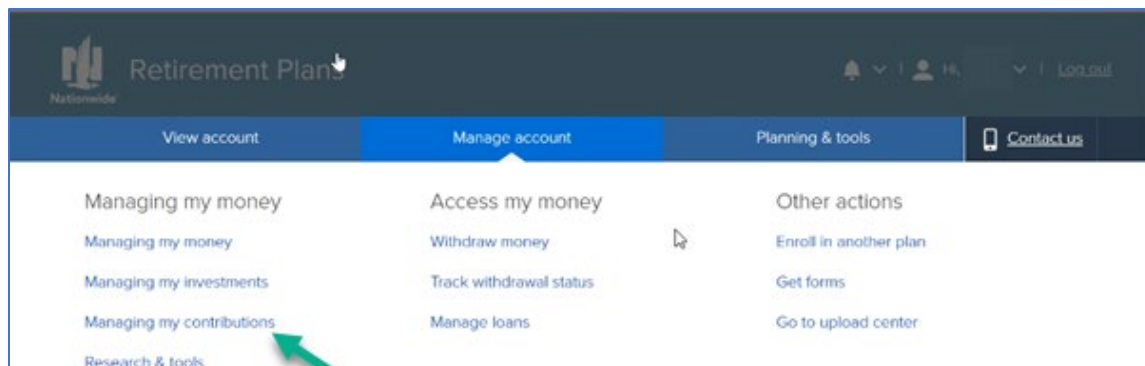 Retirement Plans
Nationwide
Hi,
Log out
View account
Manage account
Planning & tools
Contact us
Managing my money
Managing my money
Managing my investments
Managing my contributions
Research & tools
Access my money
Withdraw money
Track withdrawal status
Manage loans
Other actions
Enroll in another plan
Get forms
Go to upload center